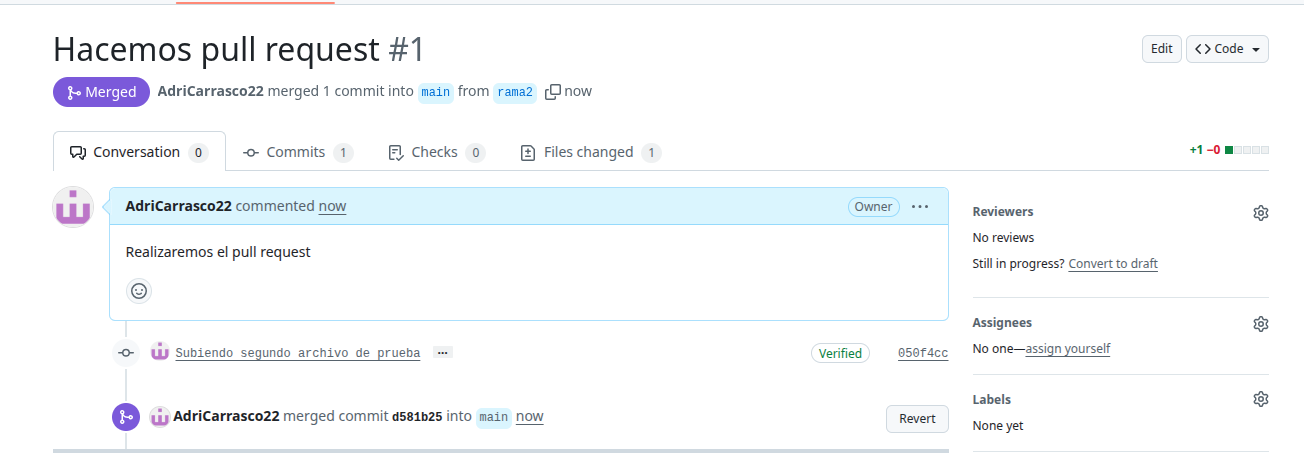 Hacemos pull request #1
Edit
<> Code
Merged
AdriCarrasco22 merged 1 commit into main from rama2 now
Conversation 0
Commits 1
Checks 0
Files changed 1
+1 −0
AdriCarrasco22 commented now
Owner
Realizaremos el pull request
Subiendo segundo archivo de prueba
Verified
050f4cc
AdriCarrasco22 merged commit d581b25 into main now
Revert
Reviewers
No reviews
Still in progress? Convert to draft
Assignees
No one—assign yourself
Labels
None yet